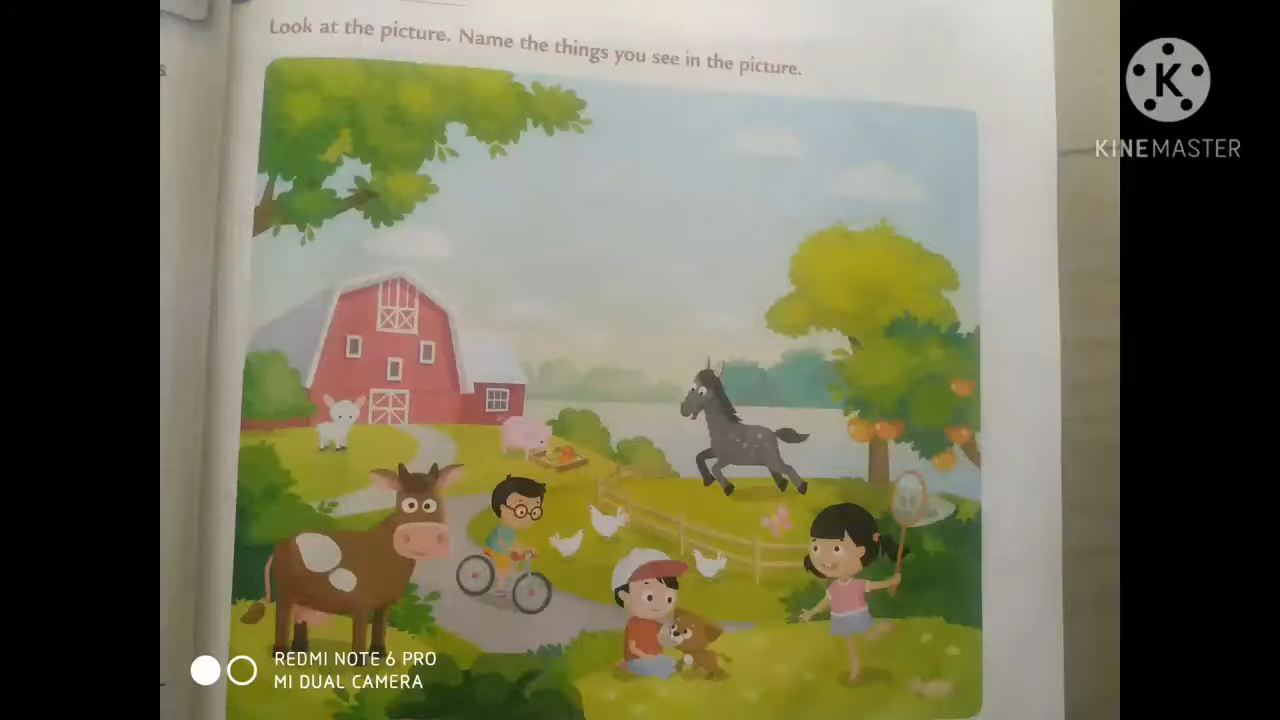 Look at the picture. Name the things you see in the picture.
s
K
KINEMASTER
REDMI NOTE 6 PRO
MI DUAL CAMERA